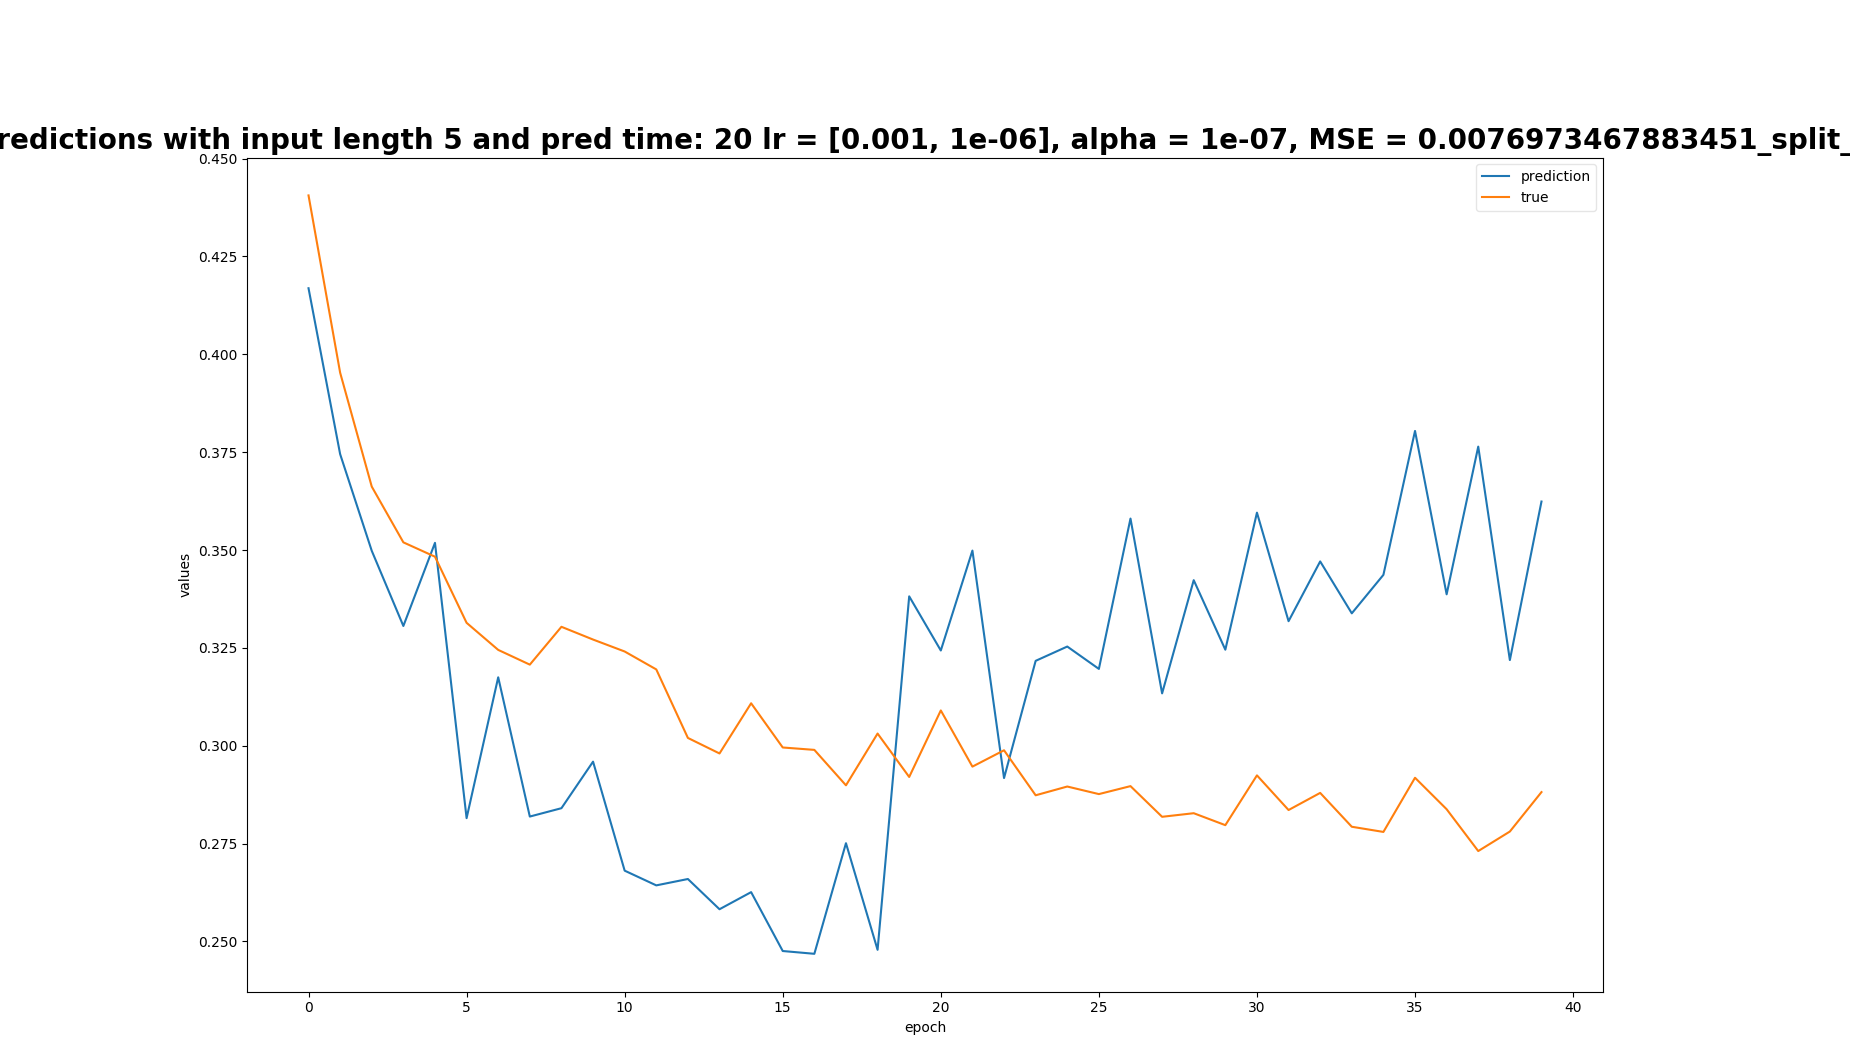 redictions with input length 5 and pred time: 20 lr = [0.001, 1e-06], alpha = 1e-07, MSE = 0.0076973467883451_split_
prediction
true
0.450
0.425
0.400
0.375
0.350
0.325
0.300
0.275
0.250
values
0 5 10 15 20 25 30 35 40
epoch